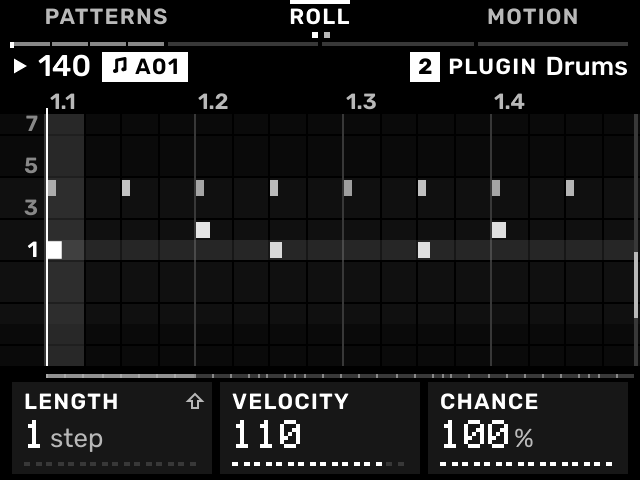 PATTERNS ROLL MOTION
140 A01 2 PLUGIN Drums
1.1 1.2 1.3 1.4
7
5
3
1
LENGTH VELOCITY CHANCE
1 step 110 100%